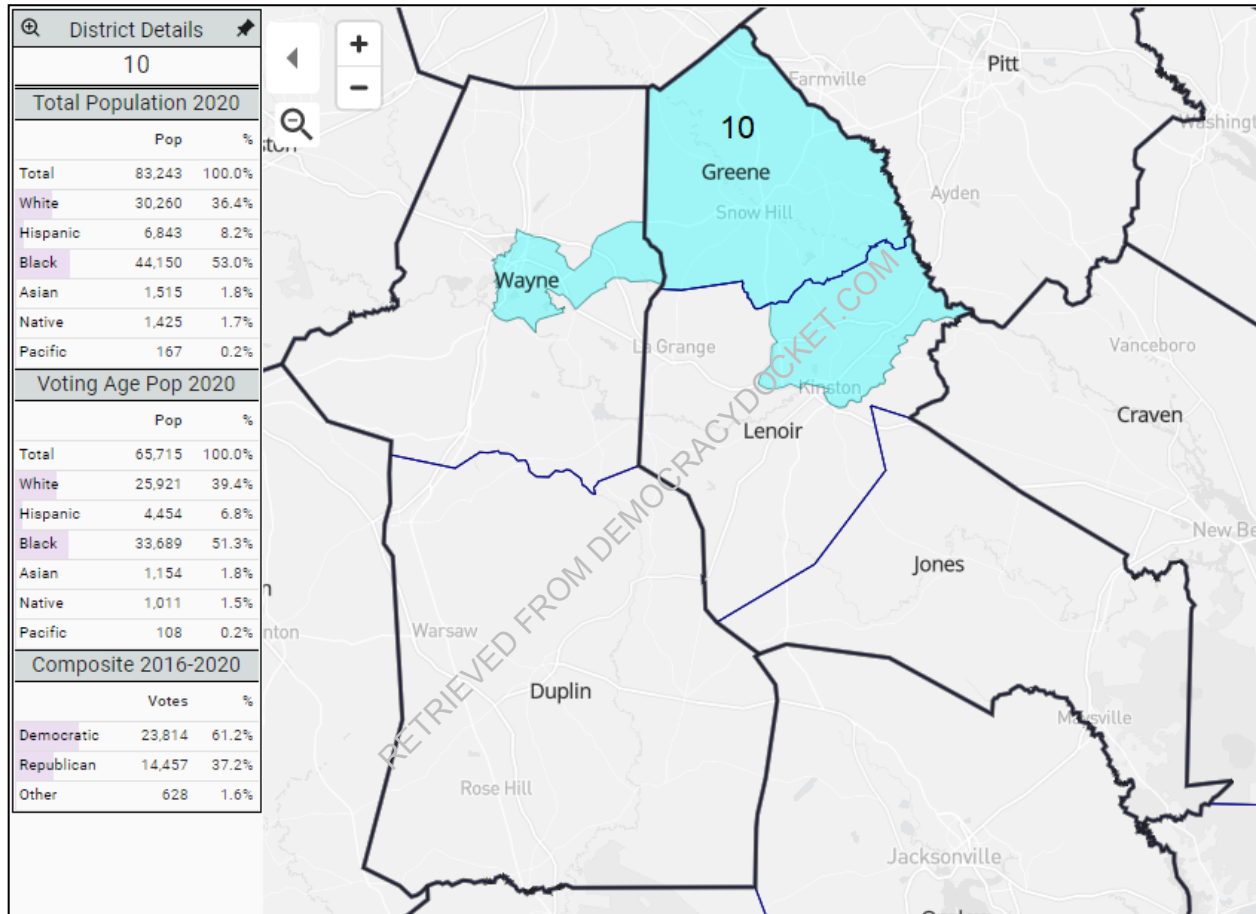 District Details
10
Total Population 2020
Pop %
Total 83,243 100.0%
White 30,260 36.4%
Hispanic 6,843 8.2%
Black 44,150 53.0%
Asian 1,515 1.8%
Native 1,425 1.7%
Pacific 167 0.2%
Voting Age Pop 2020
Pop %
Total 65,715 100.0%
White 25,921 39.4%
Hispanic 4,454 6.8%
Black 33,689 51.3%
Asian 1,154 1.8%
Native 1,011 1.5%
Pacific 108 0.2%
Composite 2016-2020
Votes %
Democratic 23,814 61.2%
Republican 14,457 37.2%
Other 628 1.6%
+
−
Pitt
Farmville
Washingt
10
Greene
Ayden
Snow Hill
Wayne
La Grange
Vanceboro
Kinston
Craven
Lenoir
New Be
Jones
Warsaw
nton
Duplin
Maysville
Rose Hill
Jacksonville
RETRIEVED FROM DEMOCRACYDOCKET.COM